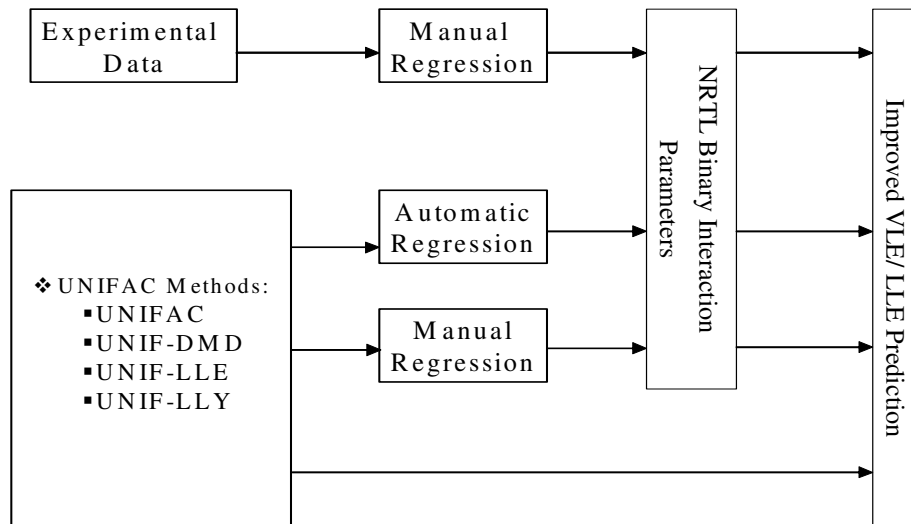 Experimental
Data
Manual
Regression
NRTL Binary Interaction
Parameters
Improved VLE/ LLE Prediction
Automatic
Regression
❖ UNIFAC Methods:
▪UNIFAC
▪UNIF-DMD
▪UNIF-LLE
▪UNIF-LLY
Manual
Regression